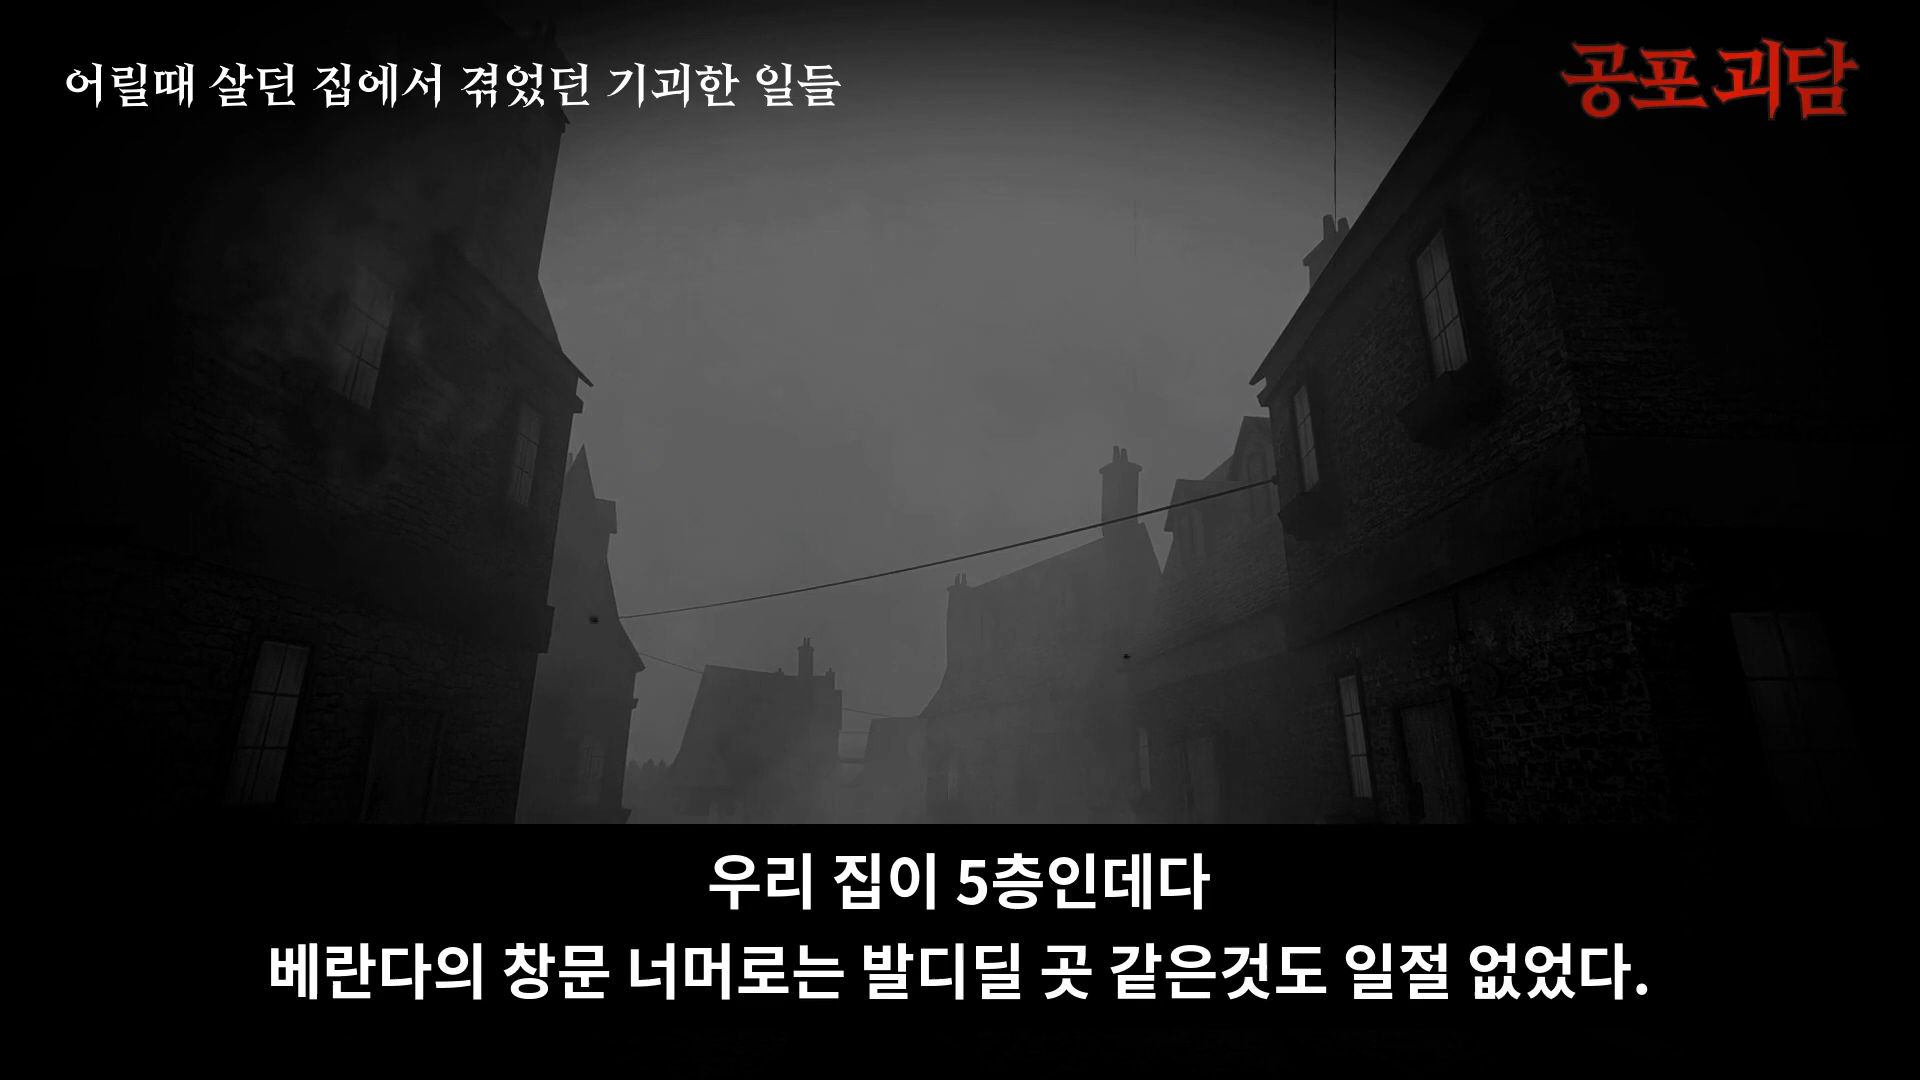 어릴때 살던 집에서 겪었던 기괴한 일들
공포 괴담
우리 집이 5층인데다
베란다의 창문 너머로는 발디딜 곳 같은것도 일절 없었다.